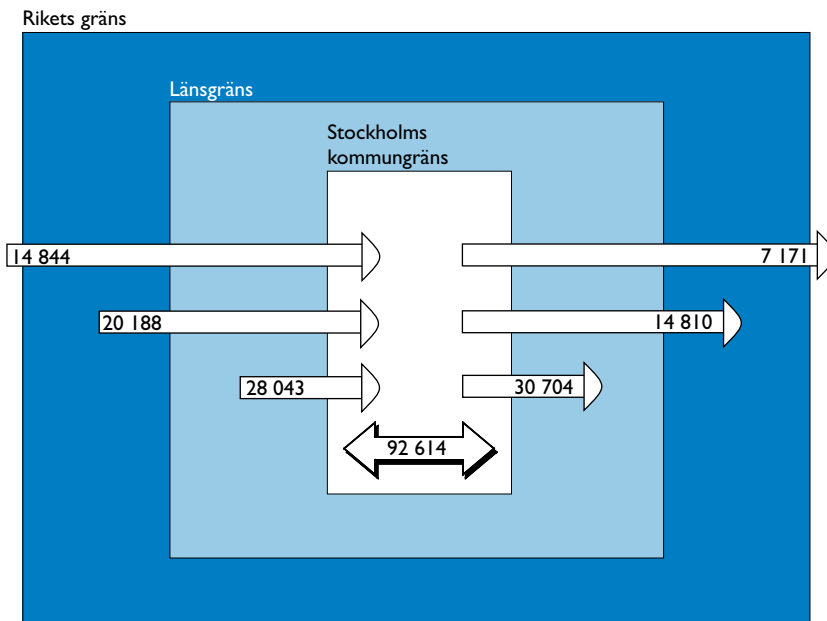 Rikets gräns
Länsgräns
Stockholms
kommungräns
14 844
7 171
20 188
14 810
28 043
30 704
92 614